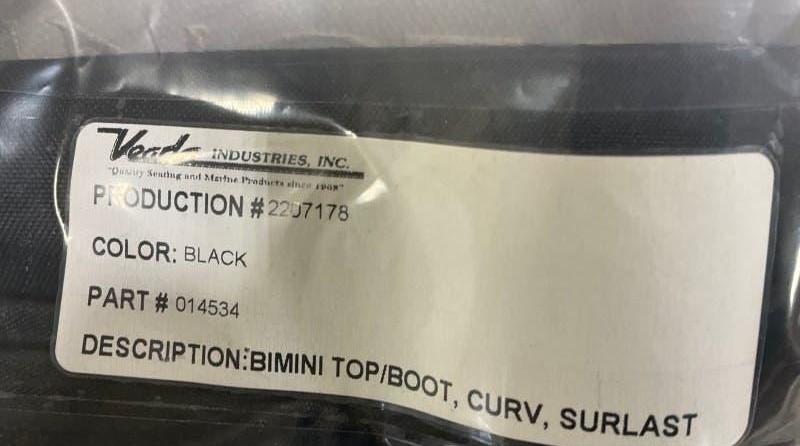 Veada INDUSTRIES, INC.
"Quality Seating and Marine Products since 1968"
PRODUCTION # 2207178
COLOR: BLACK
PART # 014534
DESCRIPTION:BIMINI TOP/BOOT, CURV, SURLAST